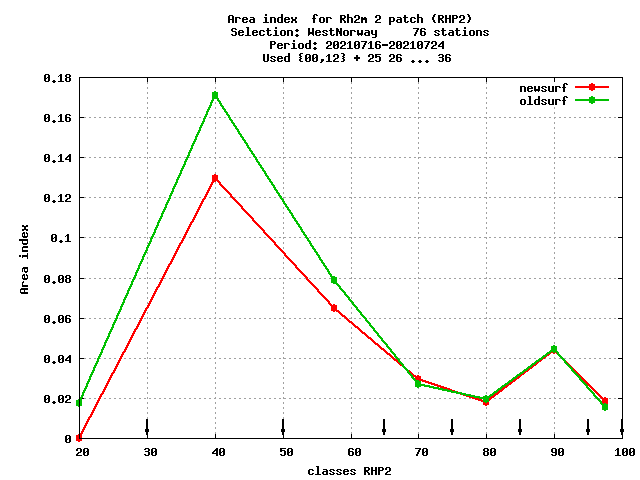 Area index  for Rh2m 2 patch (RHP2)
Selection: WestNorway     76 stations
Period: 20210716-20210724
Used {00,12} + 25 26 ... 36
newsurf
oldsurf
0.18
0.16
0.14
0.12
0.1
0.08
0.06
0.04
0.02
0
Area index
20 30 40 50 60 70 80 90 100
classes RHP2